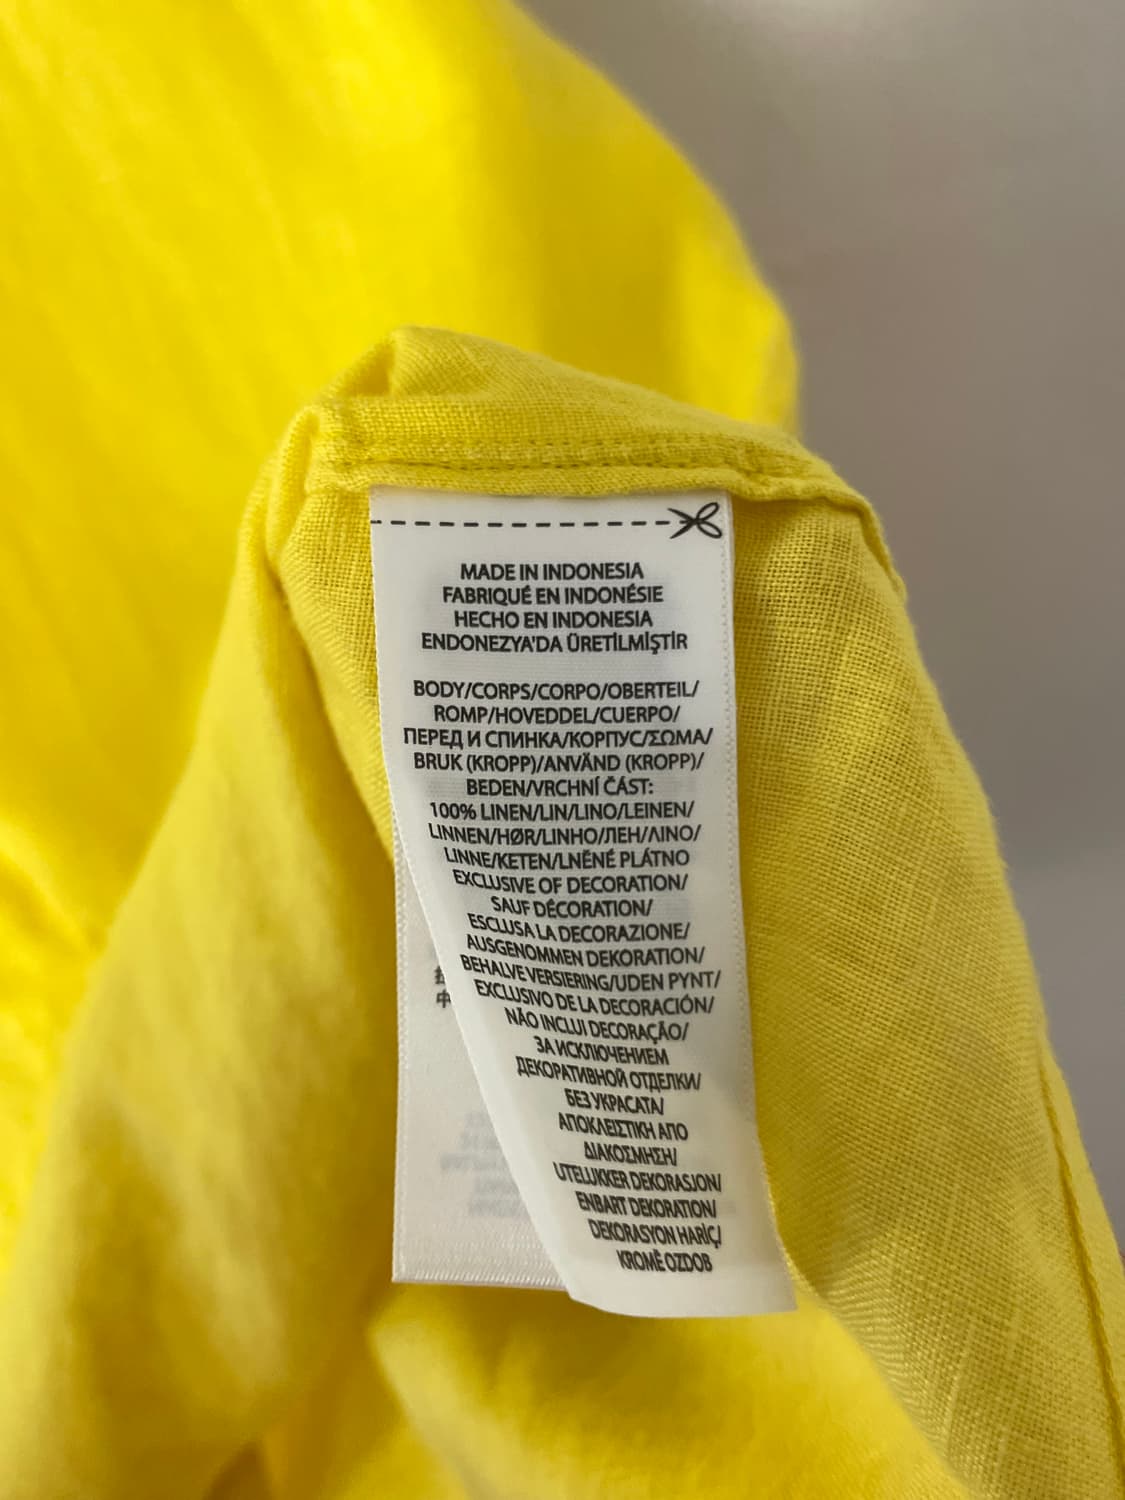 MADE IN INDONESIA
FABRIQUÉ EN INDONÉSIE
HECHO EN INDONESIA
ENDONEZYA'DA ÜRETİLMİŞTİR
BODY/CORPS/CORPO/OBERTEIL/
ROMP/HOVEDDEL/CUERPO/
ПЕРЕД И СПИНКА/КОРПУС/ΣΩΜΑ/
BRUK (KROPP)/ANVÄND (KROPP)/
BEDEN/VRCHNÍ ČÁST:
100% LINEN/LIN/LINO/LEINEN/
LINNEN/HØR/LINHO/ЛЕН/ΛΙΝΟ/
LINNE/KETEN/LNĚNÉ PLÁTNO
EXCLUSIVE OF DECORATION/
SAUF DÉCORATION/
ESCLUSA LA DECORAZIONE/
AUSGENOMMEN DEKORATION/
BEHALVE VERSIERING/UDEN PYNT/
EXCLUSIVO DE LA DECORACIÓN/
NÃO INCLUI DECORAÇÃO/
ЗА ИСКЛЮЧЕНИЕМ
ДЕКОРАТИВНОЙ ОТДЕЛКИ/
БЕЗ УКРАСАТА/
ΑΠΟΚΛΕΙΣΤΙΚΗ ΑΠΟ
ΔΙΑΚΟΣΜΗΣΗ/
UTELUKKER DEKORASJON/
ENBART DEKORATION/
DEKORASYON HARİÇ/
KROMĚ OZDOB